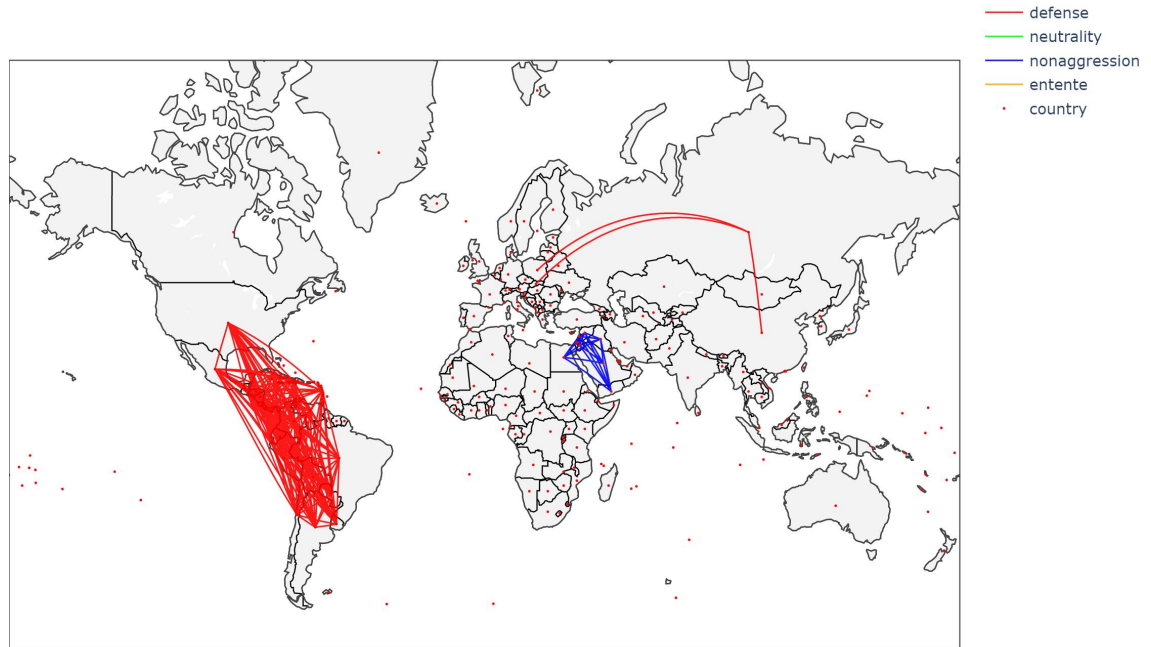 defense
neutrality
nonaggression
entente
country